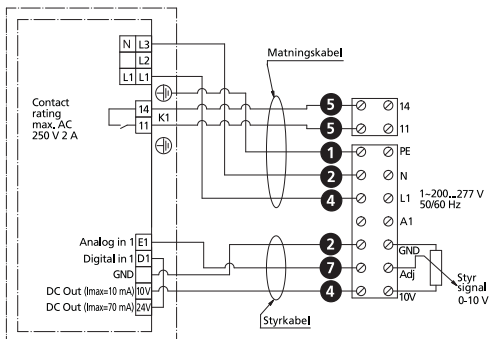 N L3
L2
L1 L1
Matningskabel
Contact
rating
max. AC
250 V 2 A
14
11
K1
5 14
5 11
1 PE
2 N
4 L1
1~200...277 V
50/60 Hz
A1
Analog in 1 E1
Digital in 1 D1
GND
DC Out (Imax=10 mA) 10V
DC Out (Imax=70 mA) 24V
2 GND
7 Adj
4 10V
Styr
signal
0-10 V
Styrkabel